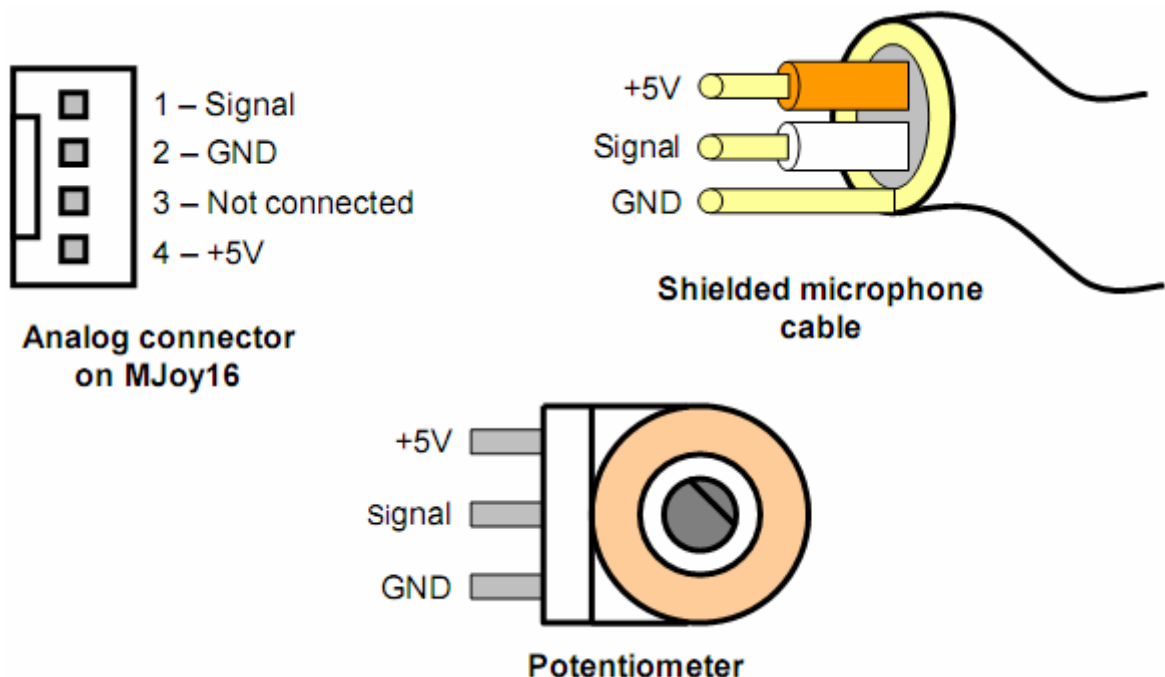 1 – Signal
2 – GND
3 – Not connected
4 – +5V
Analog connector
on MJoy16
+5V
Signal
GND
Shielded microphone
cable
+5V
Signal
GND
Potentiometer